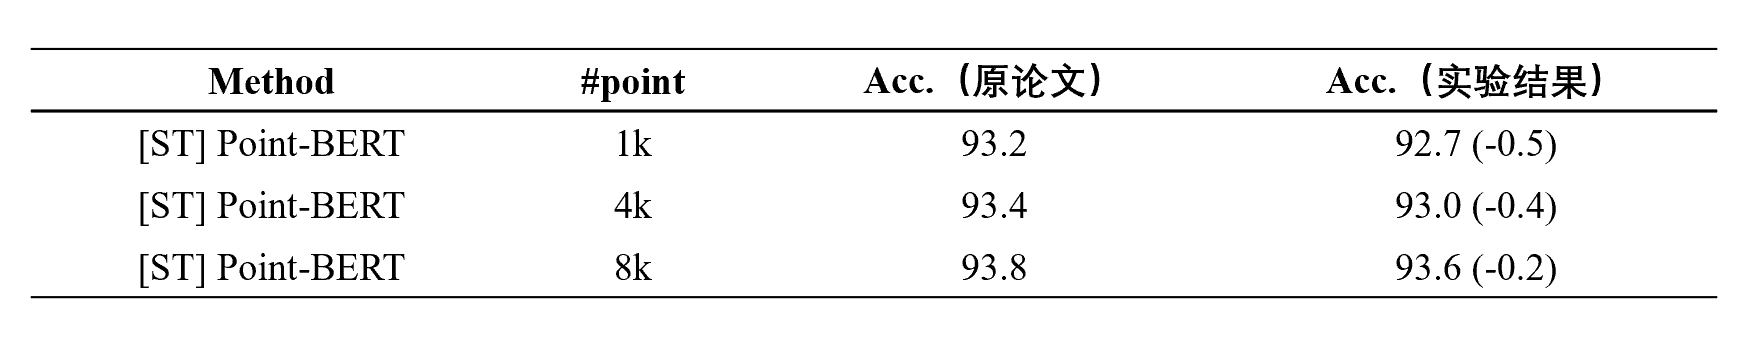 Method #point Acc.（原论文） Acc.（实验结果）
[ST] Point-BERT 1k 93.2 92.7 (-0.5)
[ST] Point-BERT 4k 93.4 93.0 (-0.4)
[ST] Point-BERT 8k 93.8 93.6 (-0.2)